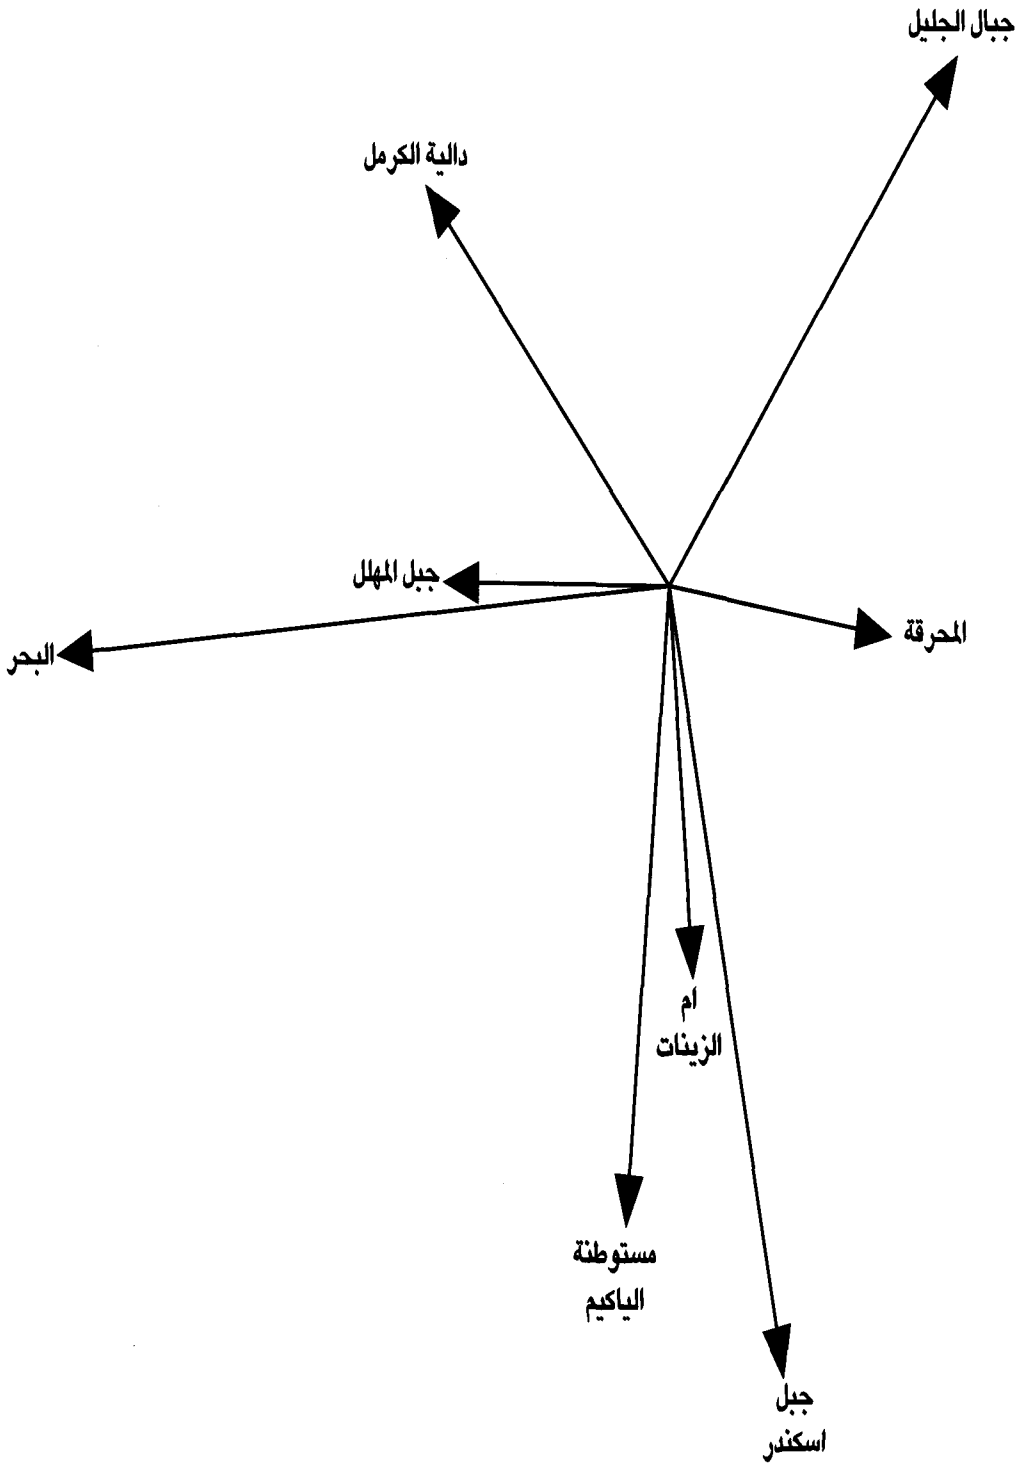 جبال الجليل
دالية الكرمل
جبل المهلل
المحرقة
البحر
ام
الزينات
مستوطنة
الياكيم
جبل
اسكندر